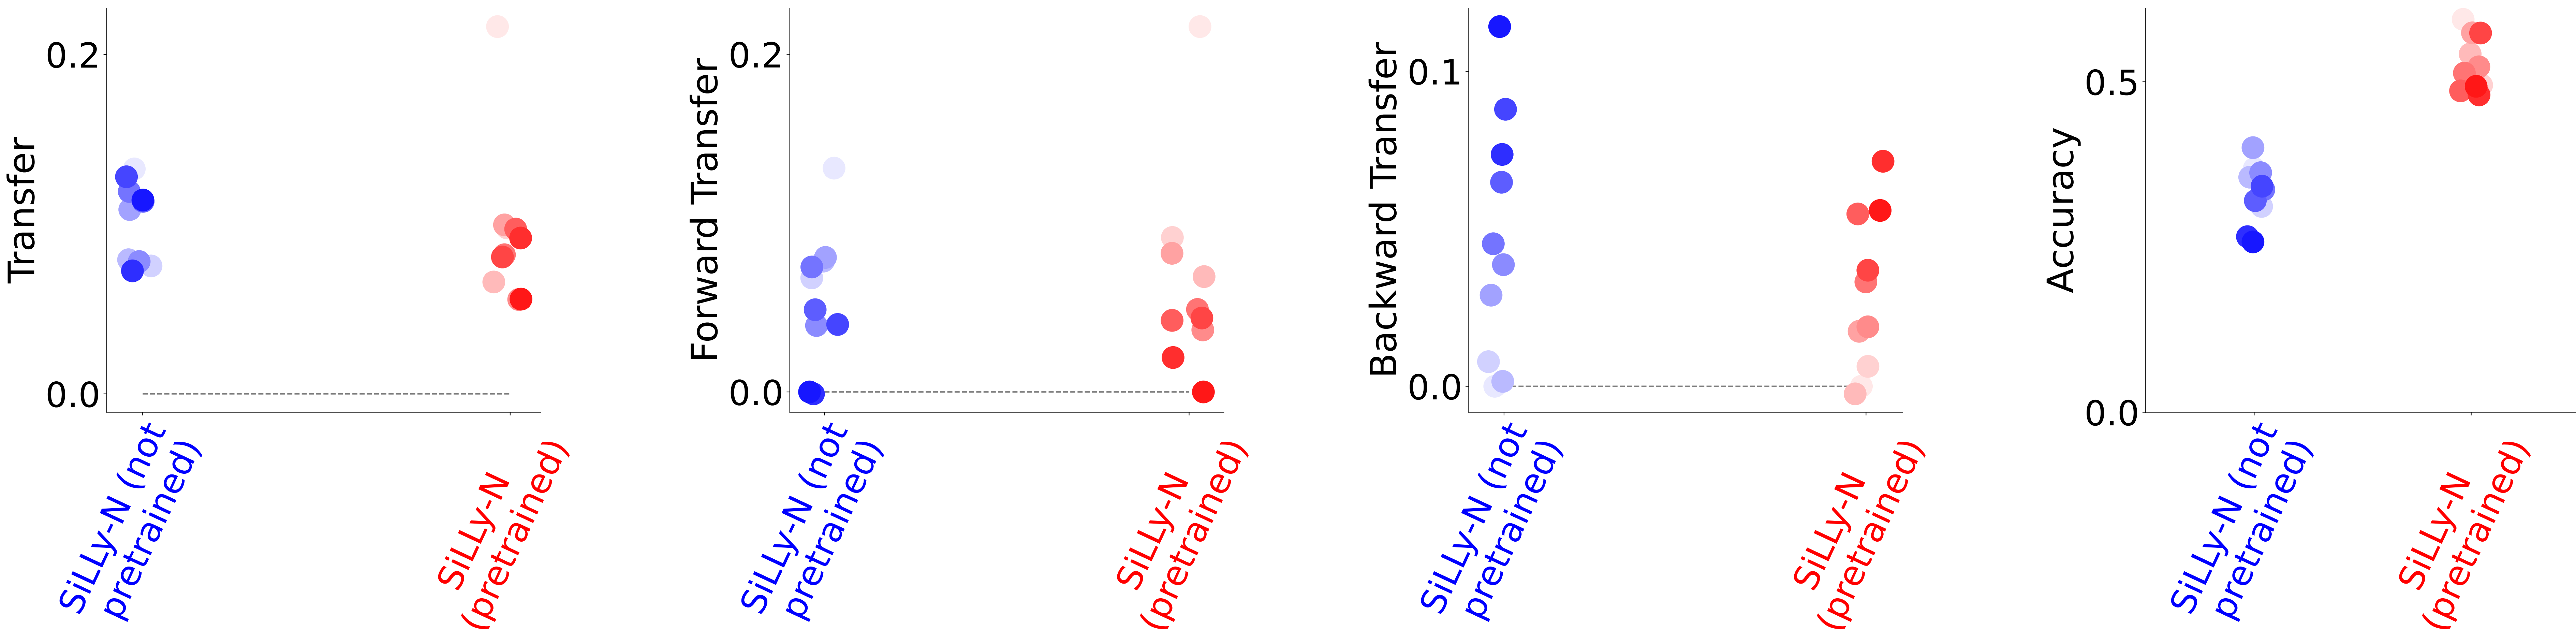 Transfer
0.2
0.0
SiLLy-N (not
pretrained)
SiLLy-N
(pretrained)
Forward Transfer
0.2
0.0
SiLLy-N (not
pretrained)
SiLLy-N
(pretrained)
Backward Transfer
0.1
0.0
SiLLy-N (not
pretrained)
SiLLy-N
(pretrained)
Accuracy
0.5
0.0
SiLLy-N (not
pretrained)
SiLLy-N
(pretrained)